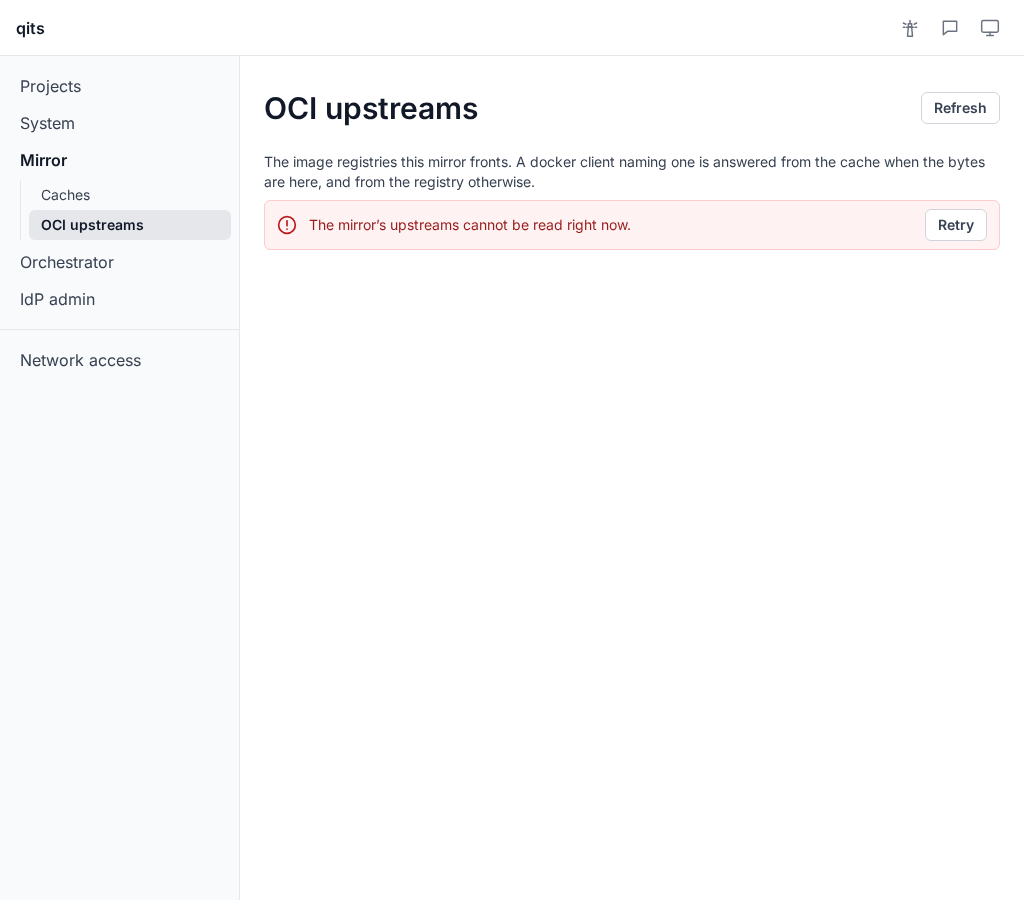 qits
Projects
System
Mirror
Caches
OCI upstreams
Orchestrator
IdP admin
Network access
OCI upstreams
Refresh
The image registries this mirror fronts. A docker client naming one is answered from the cache when the bytes
are here, and from the registry otherwise.
The mirror’s upstreams cannot be read right now.
Retry